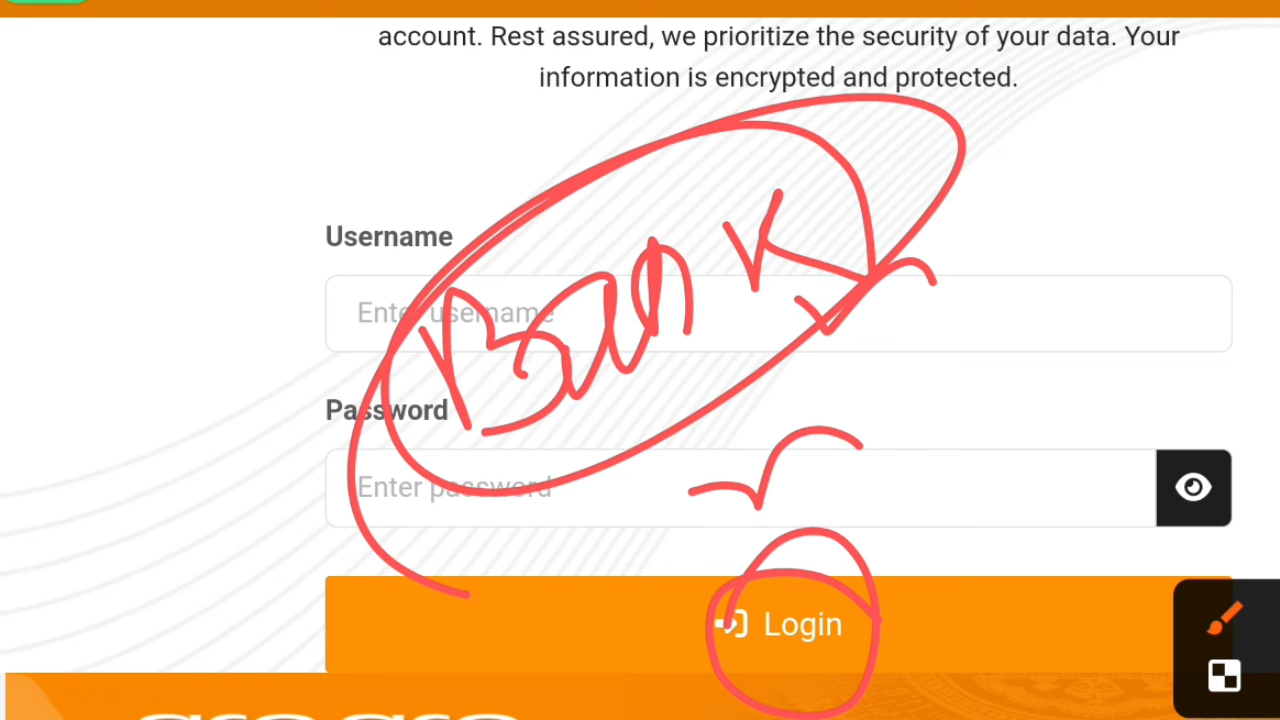 account. Rest assured, we prioritize the security of your data. Your
information is encrypted and protected.
Username
Enter username
Bank
Password
Enter password
Login